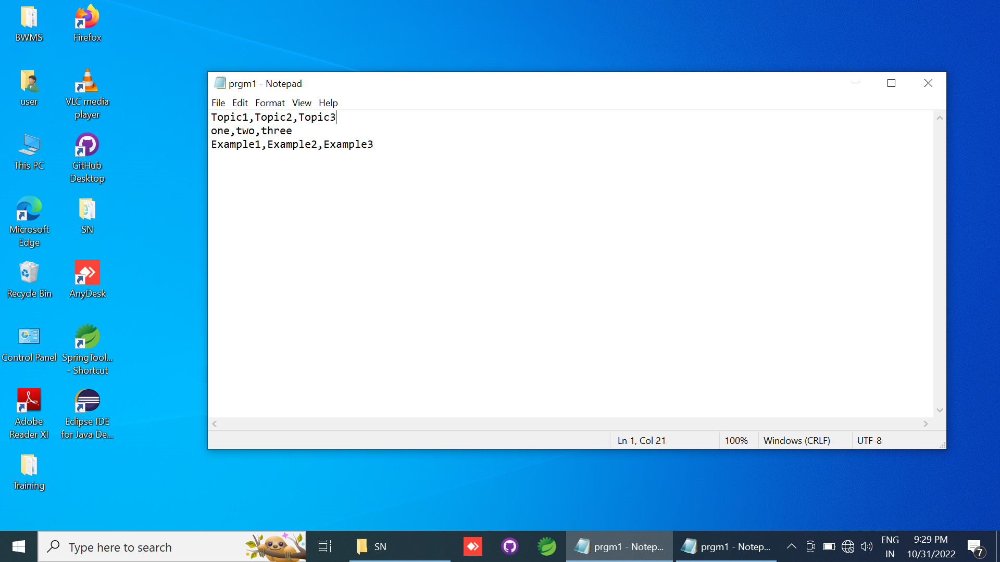 BWMS
Firefox
user
VLC media
player
This PC
GitHub
Desktop
Microsoft
Edge
SN
Recycle Bin
AnyDesk
Control Panel
SpringTool...
- Shortcut
Adobe
Reader XI
Eclipse IDE
for Java De...
Training
prgm1 - Notepad
File Edit Format View Help
Topic1,Topic2,Topic3
one,two,three
Example1,Example2,Example3
Ln 1, Col 21 100% Windows (CRLF) UTF-8
Type here to search
SN
prgm1 - Notep...
prgm1 - Notep...
ENG
IN
9:29 PM
10/31/2022
7